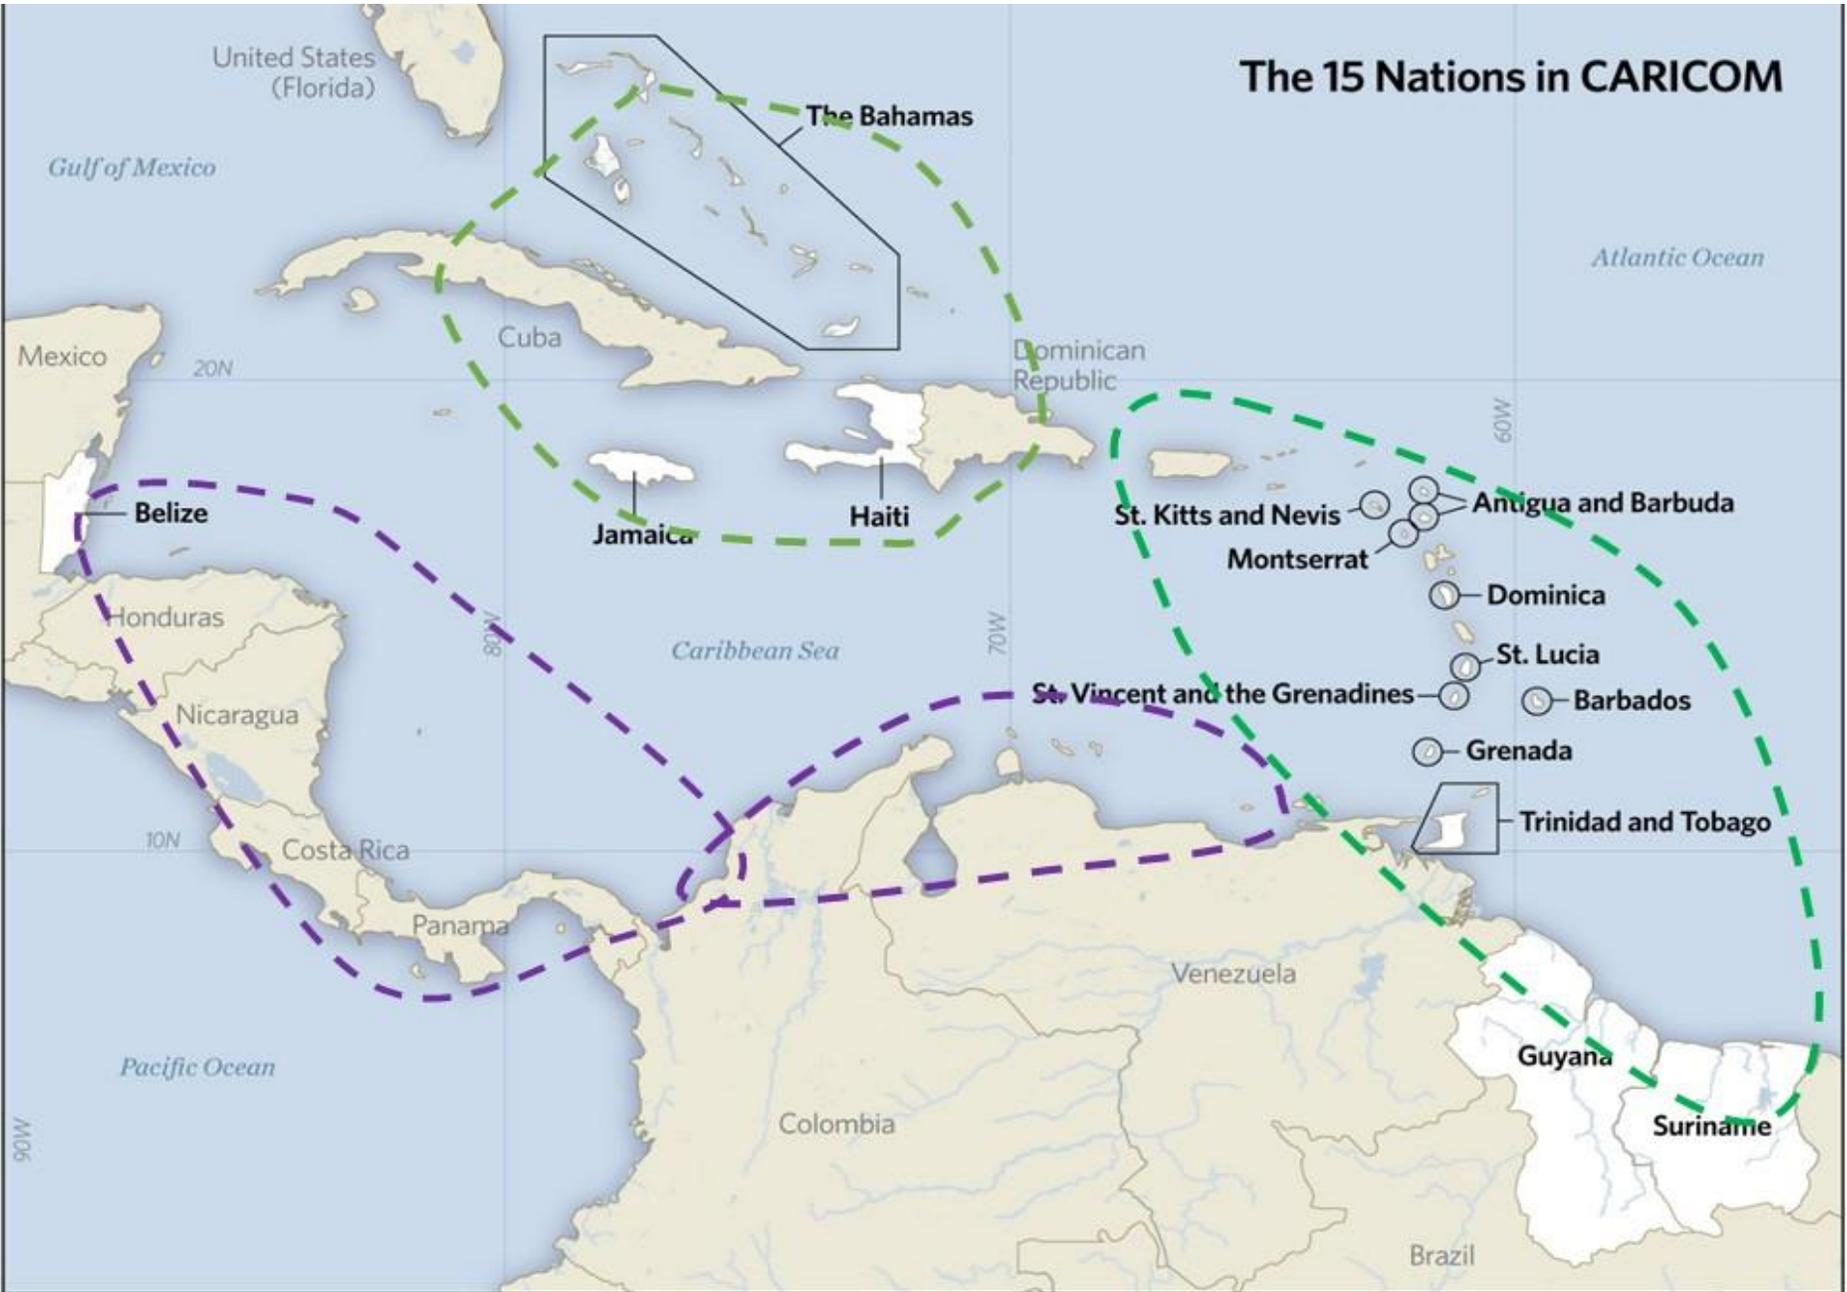 The 15 Nations in CARICOM
United States
(Florida)
The Bahamas
Gulf of Mexico
Atlantic Ocean
Cuba
Mexico
20N
Dominican
Republic
60W
Belize
Jamaica
Haiti
St. Kitts and Nevis
Antigua and Barbuda
Montserrat
Dominica
Honduras
80W
70W
Caribbean Sea
St. Lucia
St. Vincent and the Grenadines
Barbados
Nicaragua
Grenada
Trinidad and Tobago
10N
Costa Rica
Panama
Venezuela
Guyana
Pacific Ocean
Colombia
Suriname
90W
Brazil